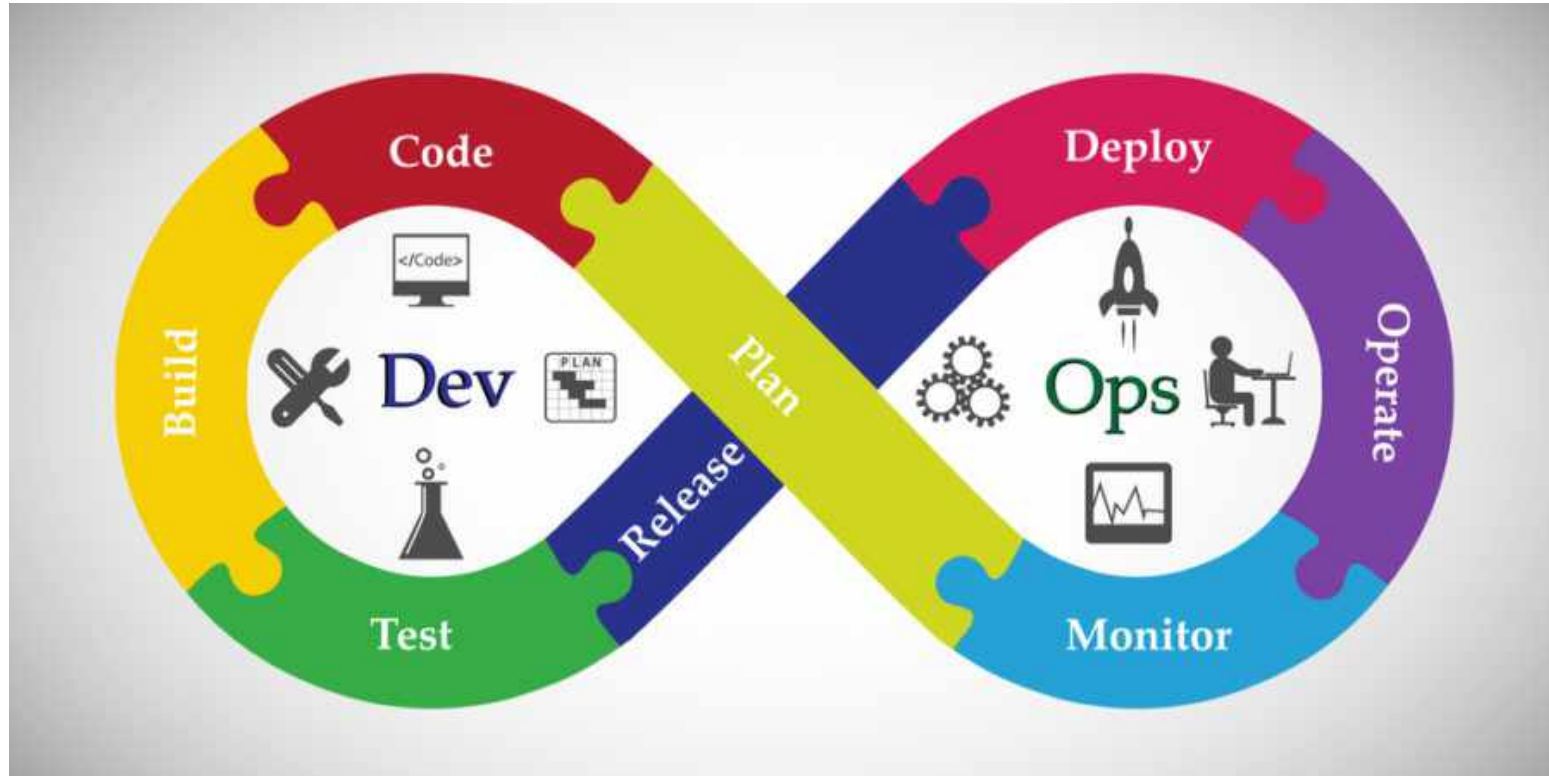 Code
Deploy
</Code>
Build
Dev
PLAN
Plan
Ops
Operate
Release
Test
Monitor